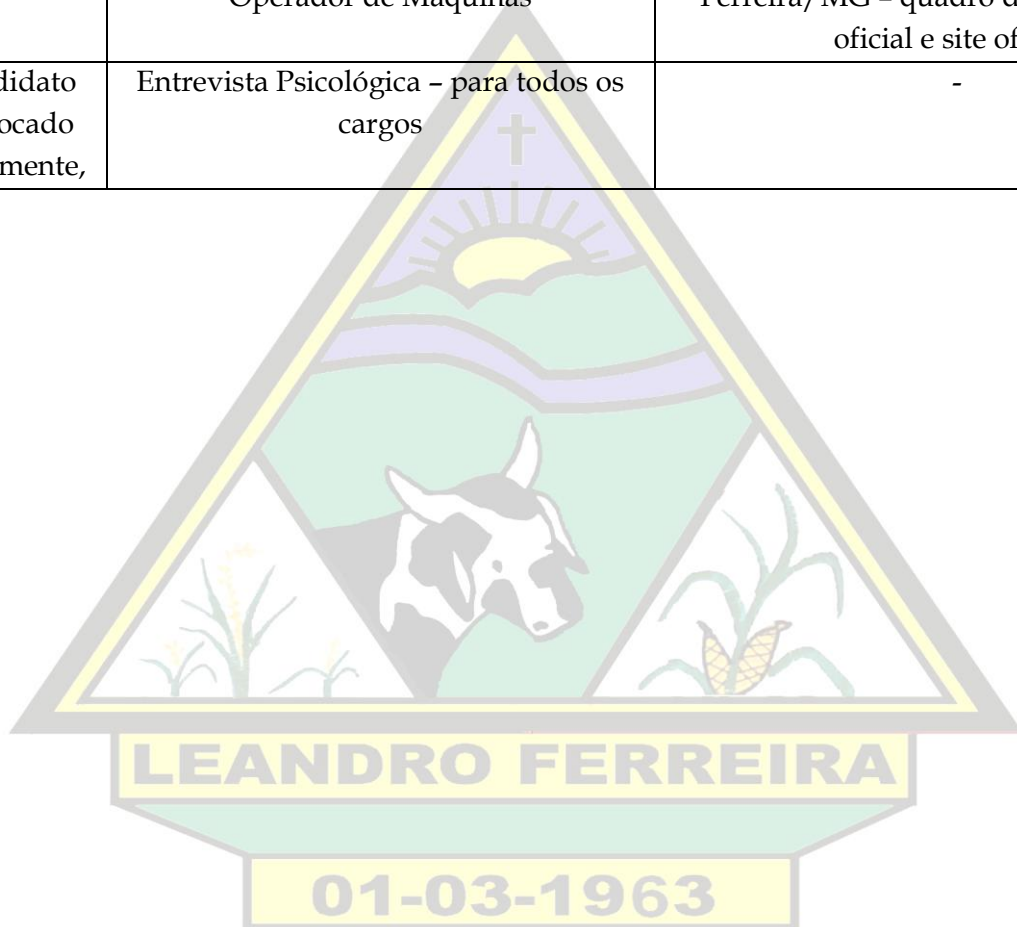 Operador de Máquinas
Ferreira/MG – quadro d
oficial e site of
didato
ocado
mente,
Entrevista Psicológica – para todos os
cargos
-
LEANDRO FERREIRA
01-03-1963